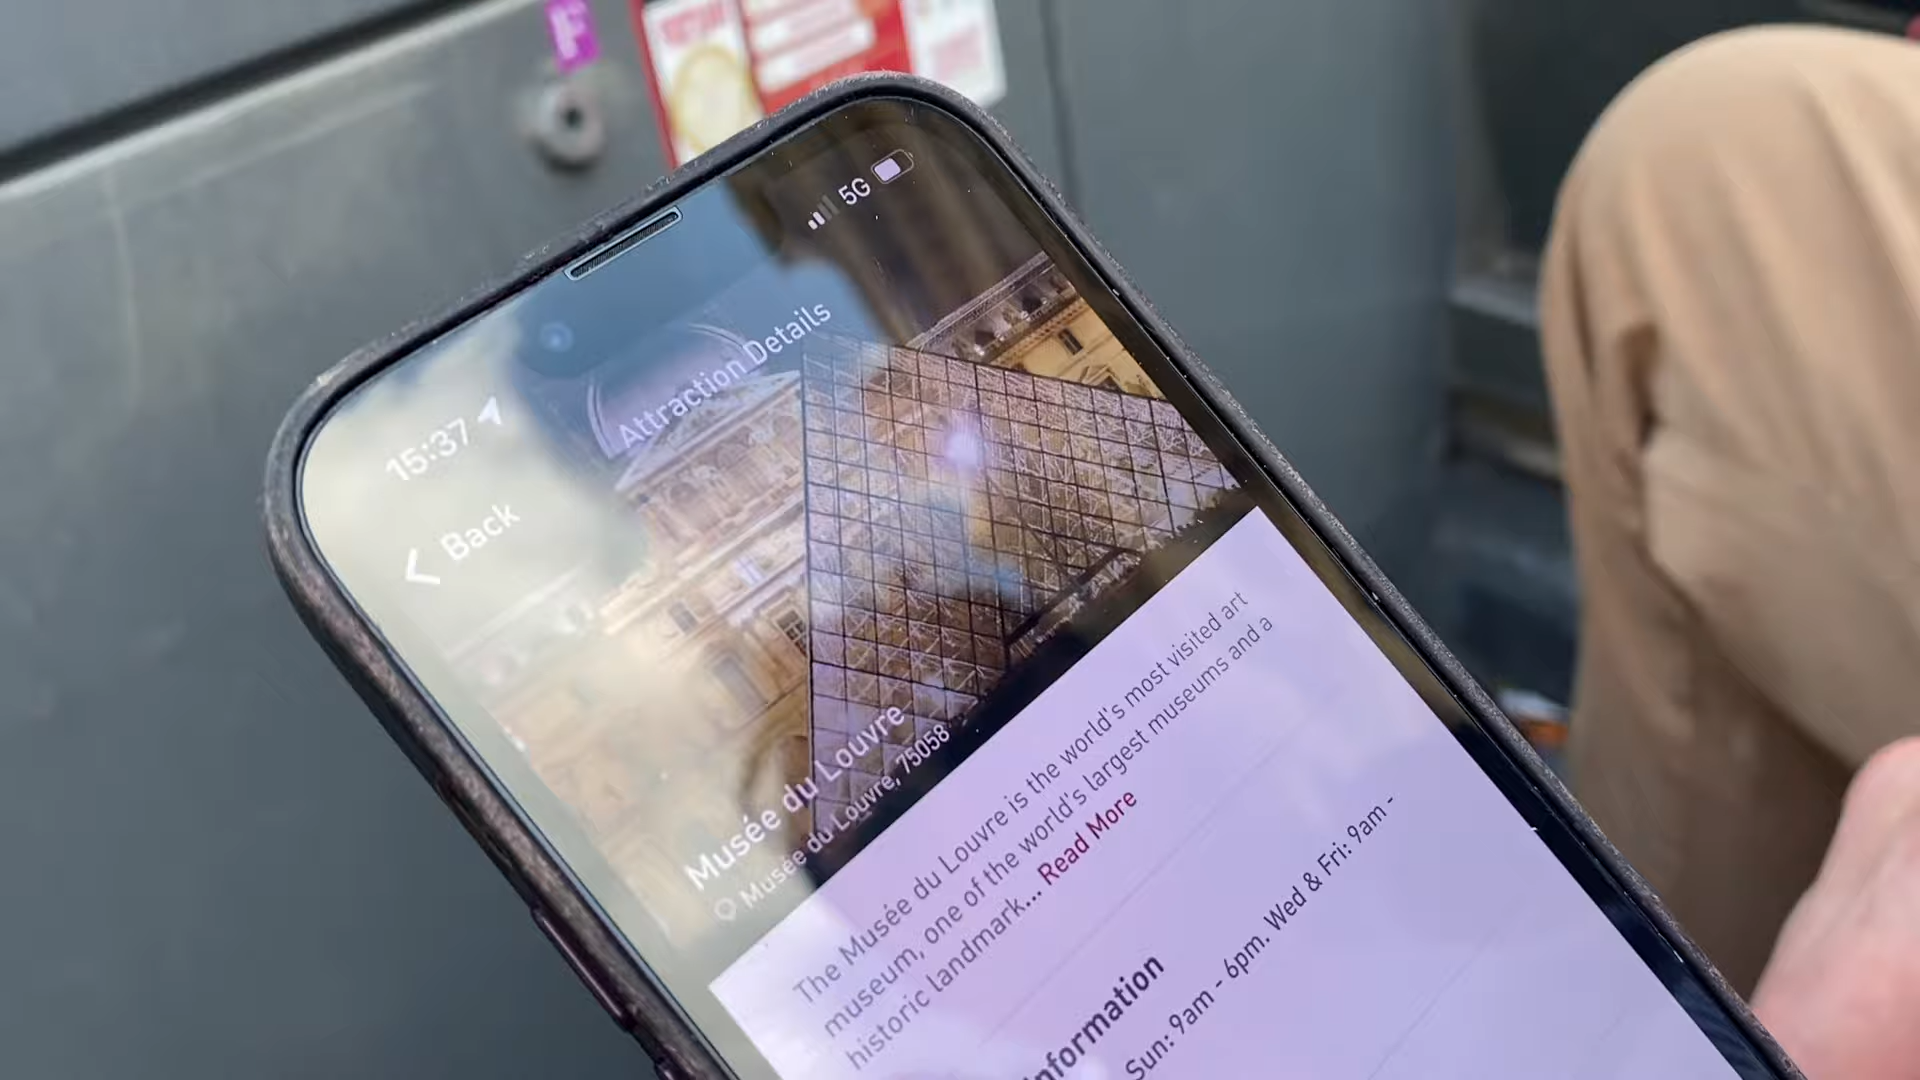 5G
15:37
Attraction Details
Back
Musée du Louvre
Musée du Louvre, 75058
The Musée du Louvre is the world's most visited art
museum, one of the world's largest museums and a
historic landmark... Read More
Information
Sun: 9am - 6pm. Wed & Fri: 9am -